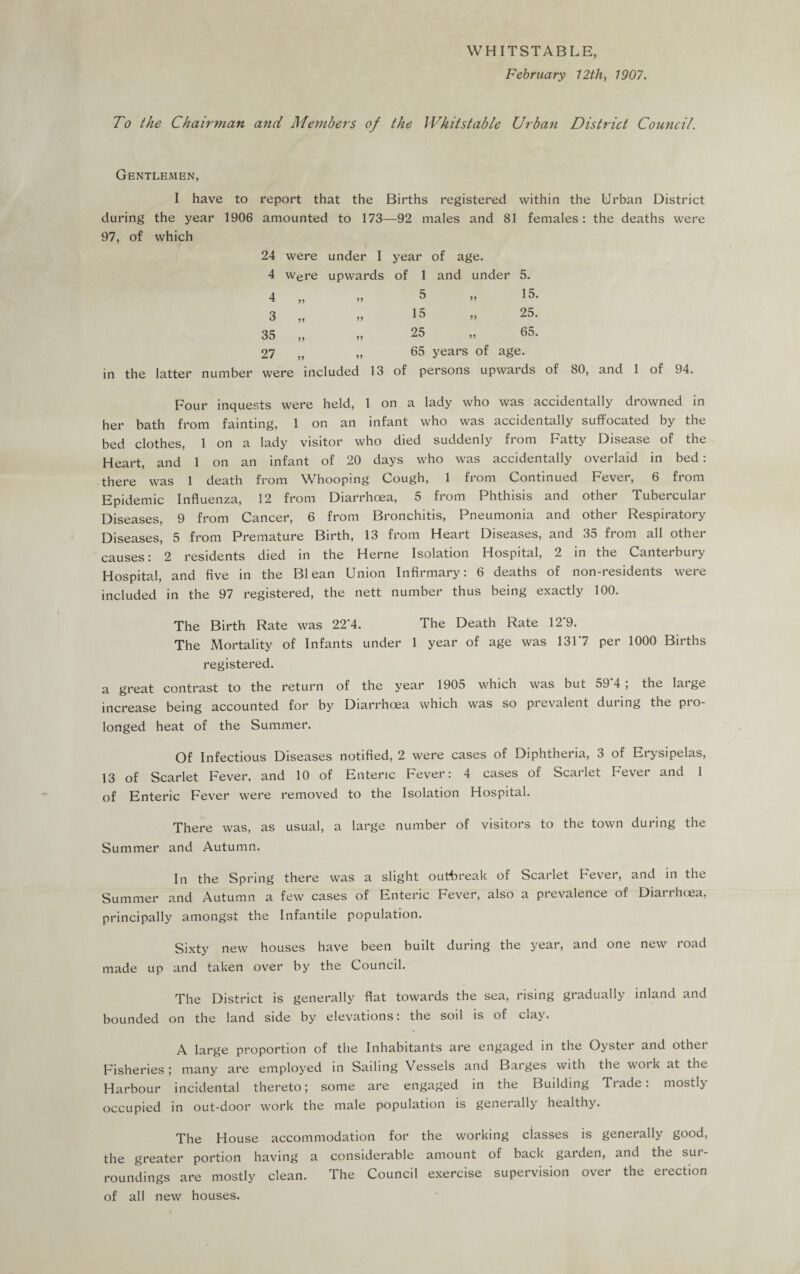 WHITSTABLE,
February 12th, 1907.
To the Chairman and Members of the Whitstable Urban District Council.
GENTLEMEN,
I have to report that the Births registered within the Urban District
during the year 1906 amounted to 173—92 males and 81 females: the deaths were
97, of which
24 were under I year of age.
4 were upwards of 1 and under 5.
4 „ „ 5 „ 15.
3 „ „ 15 „ 25.
35 „ „ 25 „ 65.
27 „ „ 65 years of age.
in the latter number were included 13 of persons upwards of 80, and 1 of 94.
Four inquests were held, 1 on a lady who was accidentally drowned in
her bath from fainting, 1 on an infant who was accidentally suffocated by the
bed clothes, 1 on a lady visitor who died suddenly from Fatty Disease of the
Heart, and 1 on an infant of 20 days who was accidentally overlaid in bed:
there was 1 death from Whooping Cough, 1 from Continued Fever, 6 from
Epidemic Influenza, 12 from Diarrhœa, 5 from Phthisis and other Tubercular
Diseases, 9 from Cancer, 6 from Bronchitis, Pneumonia and other Respiratory
Diseases, 5 from Premature Birth, 13 from Heart Diseases, and 35 from all other
causes: 2 residents died in the Herne Isolation Hospital, 2 in the Canterbury
Hospital, and five in the Blean Union Infirmary: 6 deaths of non-residents were
included in the 97 registered, the nett number thus being exactly 100.
The Birth Rate was 22·4. The Death Rate 12·9.
The Mortality of Infants under 1 year of age was 131·7 per 1000 Births
registered.
a great contrast to the return of the year 1905 which was but 59·4; the large
increase being accounted for by Diarrhœa which was so prevalent during the pro-
longed heat of the Summer.
Of Infectious Diseases notified, 2 were cases of Diphtheria, 3 of Erysipelas,
13 of Scarlet Fever, and 10 of Enteric Fever: 4 cases of Scarlet Fever and 1
of Enteric Fever were removed to the Isolation Hospital.
There was, as usual, a large number of visitors to the town during the
Summer and Autumn.
In the Spring there was a slight outbreak of Scarlet Fever, and in the
Summer and Autumn a few cases of Enteric Fever, also a prevalence of Diarrhœa,
principally amongst the Infantile population.
Sixty new houses have been built during the year, and one new road
made up and taken over by the Council.
The District is generally flat towards the sea, rising gradually inland and
bounded on the land side by elevations: the soil is of clay.
A large proportion of the Inhabitants are engaged in the Oyster and other
Fisheries; many are employed in Sailing Vessels and Barges with the work at the
Harbour incidental thereto; some are engaged in the Building Trade: mostly
occupied in out-door work the male population is generally healthy.
The House accommodation for the working classes is generally good,
the greater portion having a considerable amount of back garden, and the sur-
roundings are mostly clean. The Council exercise supervision over the erection
of all new houses.